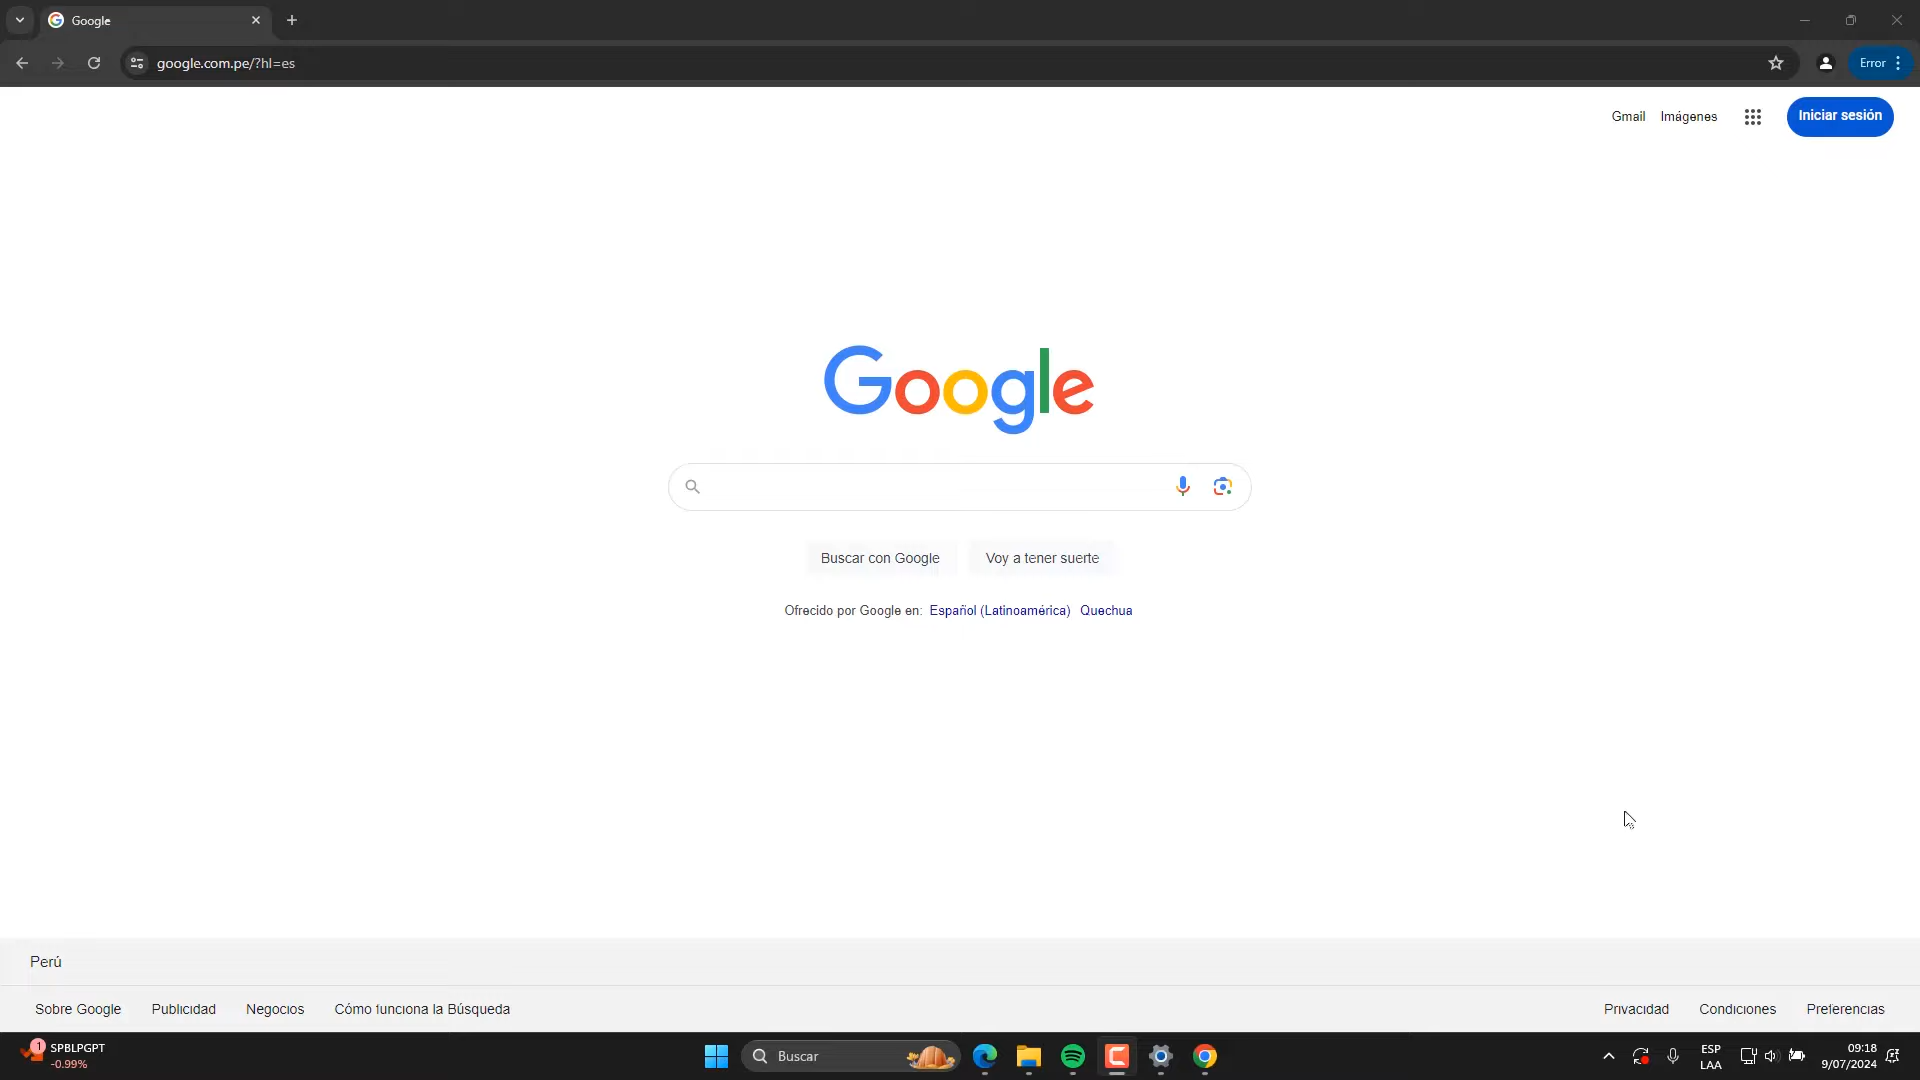 Google
google.com.pe/?hl=es
Error
Gmail Imágenes Iniciar sesión
Google
Buscar con Google Voy a tener suerte
Ofrecido por Google en: Español (Latinoamérica) Quechua
Perú
Sobre Google Publicidad Negocios Cómo funciona la Búsqueda Privacidad Condiciones Preferencias
1
SPBLPGPT
-0.99%
Buscar
ESP
LAA
09:18
9/07/2024